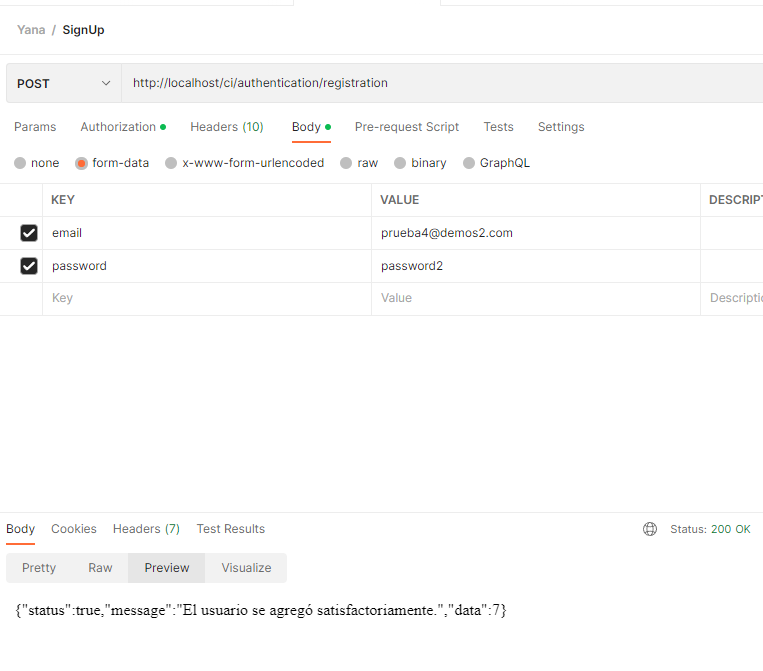 Yana / SignUp
POST http://localhost/ci/authentication/registration
Params Authorization Headers (10) Body Pre-request Script Tests Settings
none form-data x-www-form-urlencoded raw binary GraphQL
KEY VALUE DESCRIPT
email prueba4@demos2.com
password password2
Key Value Descriptio
Body Cookies Headers (7) Test Results Status: 200 OK
Pretty Raw Preview Visualize
{"status":true,"message":"El usuario se agregó satisfactoriamente.","data":7}